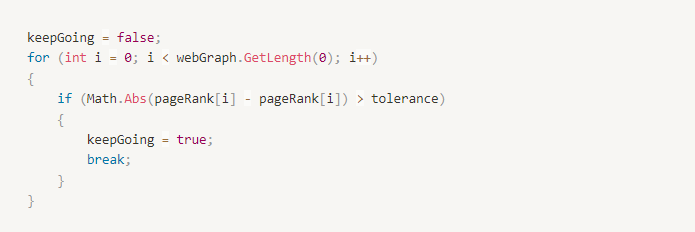 keepGoing = false;
for (int i = 0; i < webGraph.GetLength(0); i++)
{
    if (Math.Abs(pageRank[i] - pageRank[i]) > tolerance)
    {
        keepGoing = true;
        break;
    }
}